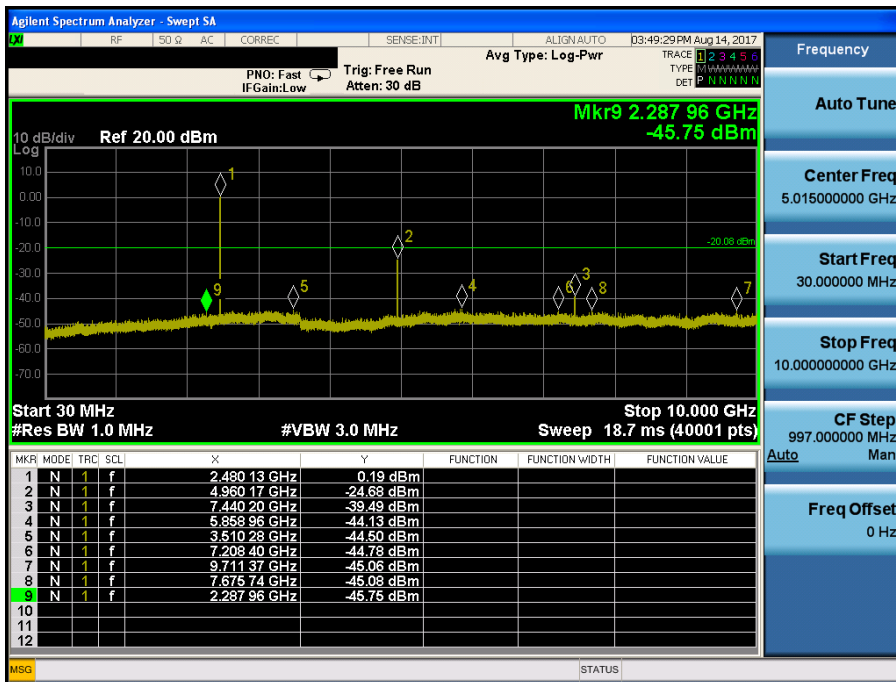 Agilent Spectrum Analyzer - Swept SA
LXI RF 50 Ω AC CORREC SENSE:INT ALIGN AUTO 03:49:29 PM Aug 14, 2017
Avg Type: Log-Pwr TRACE 1 2 3 4 5 6
PNO: Fast Trig: Free Run TYPE M W W W W W
IFGain:Low Atten: 30 dB DET P N N N N N
Frequency
Mkr9 2.287 96 GHz
-45.75 dBm
10 dB/div Ref 20.00 dBm
Log
10.0
0.00
-10.0
-20.0
-30.0
-40.0
-50.0
-60.0
-70.0
1
2
-20.08 dBm
3
9 5 4 6 8 7
Start 30 MHz Stop 10.000 GHz
#Res BW 1.0 MHz #VBW 3.0 MHz Sweep 18.7 ms (40001 pts)
MKR MODE TRC SCL X Y FUNCTION FUNCTION WIDTH FUNCTION VALUE
1 N 1 f 2.480 13 GHz 0.19 dBm
2 N 1 f 4.960 17 GHz -24.68 dBm
3 N 1 f 7.440 20 GHz -39.49 dBm
4 N 1 f 5.858 96 GHz -44.13 dBm
5 N 1 f 3.510 28 GHz -44.50 dBm
6 N 1 f 7.208 40 GHz -44.78 dBm
7 N 1 f 9.711 37 GHz -45.06 dBm
8 N 1 f 7.675 74 GHz -45.08 dBm
9 N 1 f 2.287 96 GHz -45.75 dBm
10
11
12
Auto Tune
Center Freq
5.015000000 GHz
Start Freq
30.000000 MHz
Stop Freq
10.000000000 GHz
CF Step
997.000000 MHz
Auto Man
Freq Offset
0 Hz
MSG STATUS